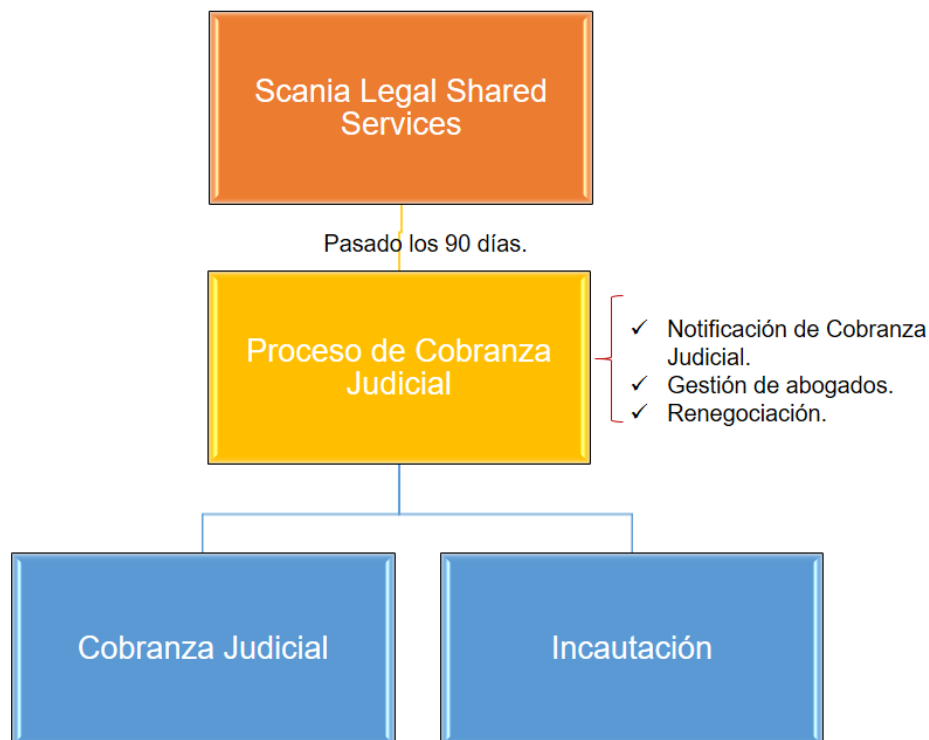 Scania Legal Shared
Services
Pasado los 90 días.
Proceso de Cobranza
Judicial
✓ Notificación de Cobranza
Judicial.
✓ Gestión de abogados.
✓ Renegociación.
Cobranza Judicial
Incautación